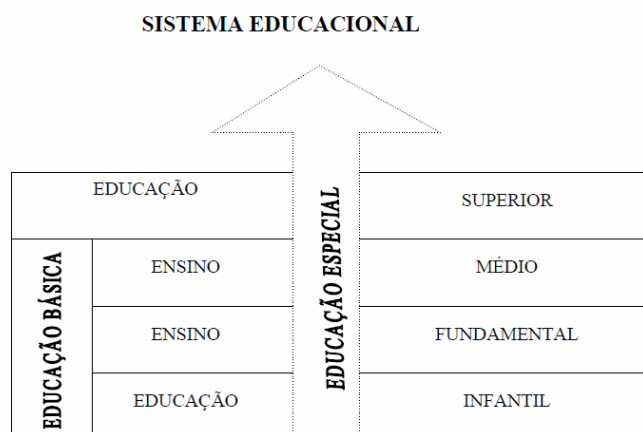 SISTEMA EDUCACIONAL
EDUCAÇÃO SUPERIOR
ENSINO MÉDIO
ENSINO FUNDAMENTAL
EDUCAÇÃO INFANTIL
EDUCAÇÃO BÁSICA
EDUCAÇÃO ESPECIAL